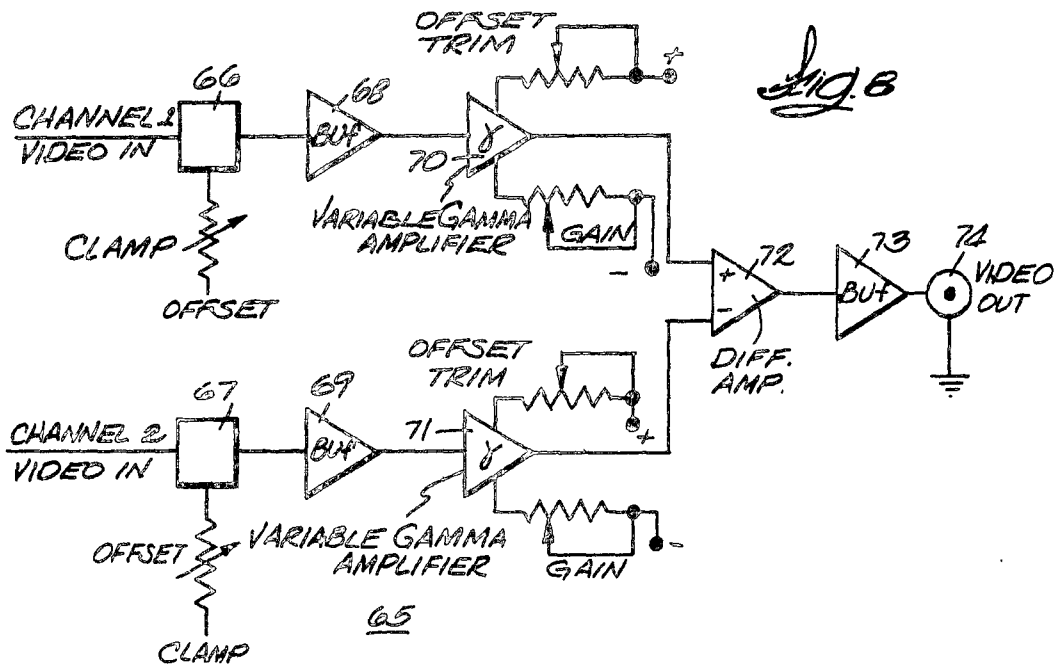 OFFSET
TRIM
+
Fig. 8
66
68
CHANNEL 1
VIDEO IN
BUF
γ
70
VARIABLE GAMMA
AMPLIFIER
GAIN
-
CLAMP
OFFSET
72
73
74
+
-
BUF
VIDEO
OUT
DIFF.
AMP.
OFFSET
TRIM
+
67
69
71
CHANNEL 2
VIDEO IN
BUF
γ
OFFSET
VARIABLE GAMMA
AMPLIFIER
GAIN
-
65
CLAMP